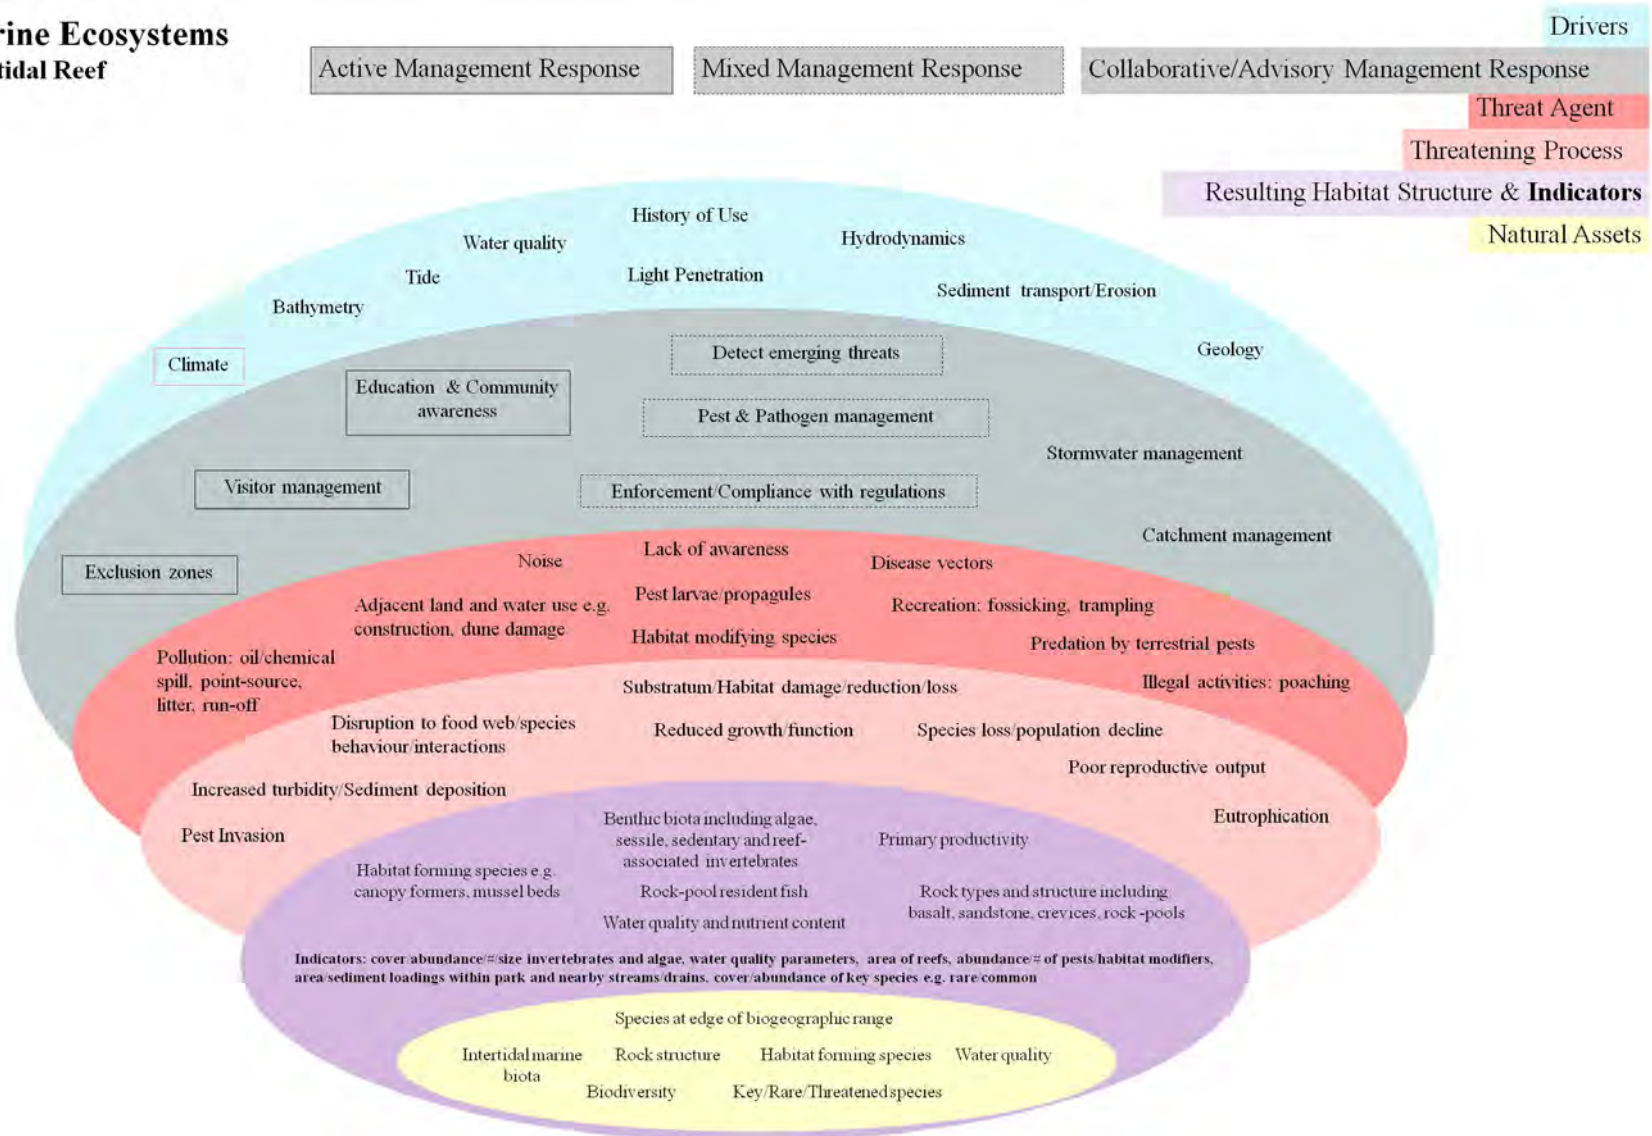 rine Ecosystems
tidal Reef
Drivers
Active Management Response
Mixed Management Response
Collaborative/Advisory Management Response
Threat Agent
Threatening Process
Resulting Habitat Structure & Indicators
Natural Assets
History of Use
Water quality
Hydrodynamics
Tide
Light Penetration
Sediment transport/Erosion
Bathymetry
Climate
Geology
Detect emerging threats
Education & Community
awareness
Pest & Pathogen management
Stormwater management
Visitor management
Enforcement/Compliance with regulations
Catchment management
Exclusion zones
Noise
Lack of awareness
Disease vectors
Adjacent land and water use e.g.
construction, dune damage
Pest larvae/propagules
Recreation: fossicking, trampling
Habitat modifying species
Predation by terrestrial pests
Pollution: oil/chemical
spill, point-source,
litter, run-off
Illegal activities: poaching
Substratum/Habitat damage/reduction/loss
Disruption to food web/species
behaviour/interactions
Reduced growth/function
Species loss/population decline
Poor reproductive output
Increased turbidity/Sediment deposition
Eutrophication
Pest Invasion
Benthic biota including algae,
sessile, sedentary and reef-
associated invertebrates
Primary productivity
Habitat forming species e.g.
canopy formers, mussel beds
Rock-pool resident fish
Rock types and structure including
basalt, sandstone, crevices, rock -pools
Water quality and nutrient content
Indicators: cover/abundance/#/size invertebrates and algae, water quality parameters, area of reefs, abundance/# of pests/habitat modifiers,
area/sediment loadings within park and nearby streams/drains, cover/abundance of key species e.g. rare/common
Species at edge of biogeographic range
Intertidal marine
biota
Rock structure
Habitat forming species
Water quality
Biodiversity
Key/Rare/Threatened species